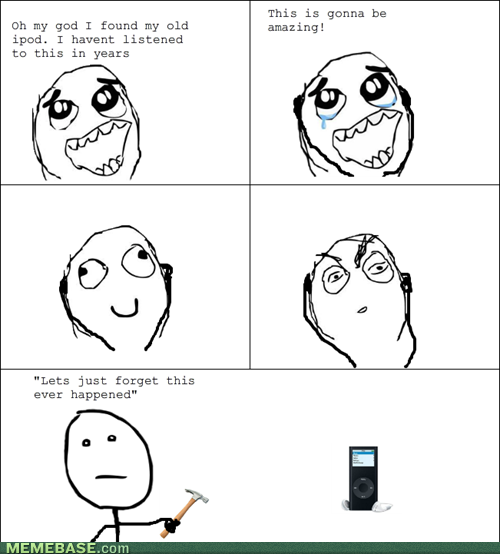 Oh my god I found my old
ipod. I havent listened
to this in years
This is gonna be
amazing!
"Lets just forget this
ever happened"
MEMEBASE.com